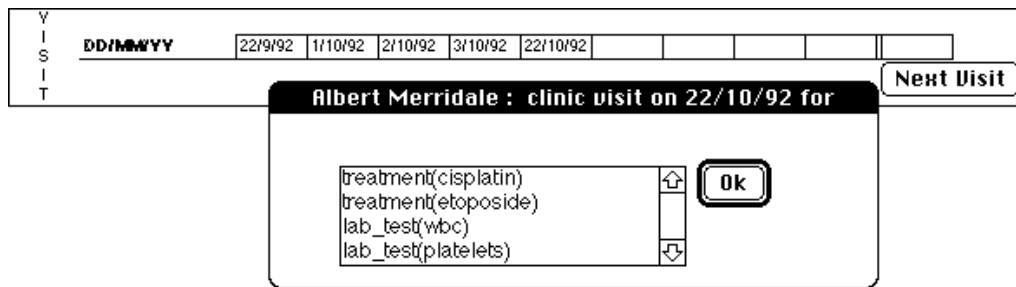 VISIT
DD/MM/YY 22/9/92 1/10/92 2/10/92 3/10/92 22/10/92
Next Visit
Albert Merridale : clinic visit on 22/10/92 for
treatment(cisplatin)
treatment(etoposide)
lab_test(wbc)
lab_test(platelets)
Ok